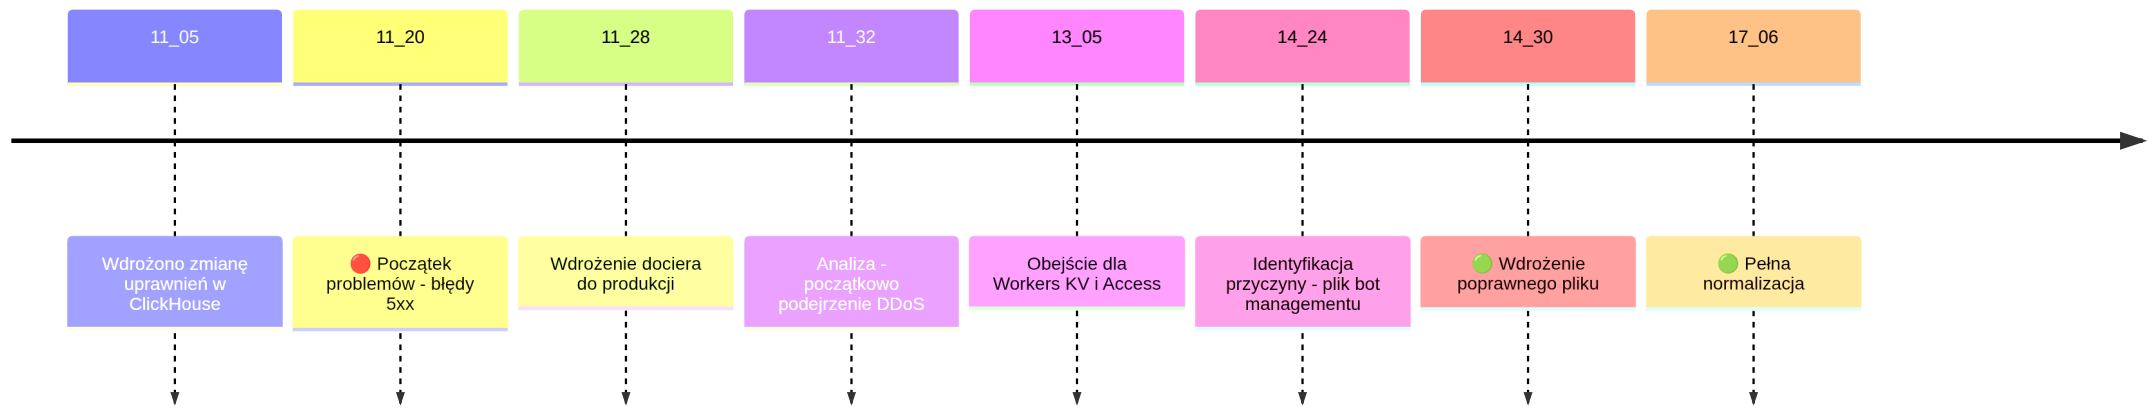 11_05
11_20
11_28
11_32
13_05
14_24
14_30
17_06
Wdrożono zmianę
uprawnień w
ClickHouse
🔴 Początek
problemów - błędy
5xx
Wdrożenie dociera
do produkcji
Analiza -
początkowo
podejrzenie DDoS
Obejście dla
Workers KV i Access
Identyfikacja
przyczyny - plik bot
managementu
🟢 Wdrożenie
poprawnego pliku
🟢 Pełna
normalizacja